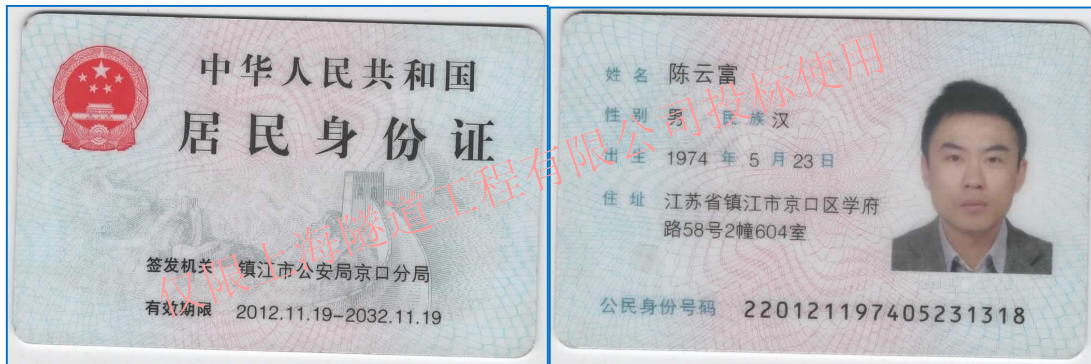 中华人民共和国
居民身份证
签发机关 镇江市公安局京口分局
有效期限 2012.11.19-2032.11.19
姓名 陈云富
性别 男 民族 汉
出生 1974 年 5 月 23 日
住址 江苏省镇江市京口区学府
路58号2幢604室
公民身份号码 220121197405231318
仅限上海隧道工程有限公司投标使用